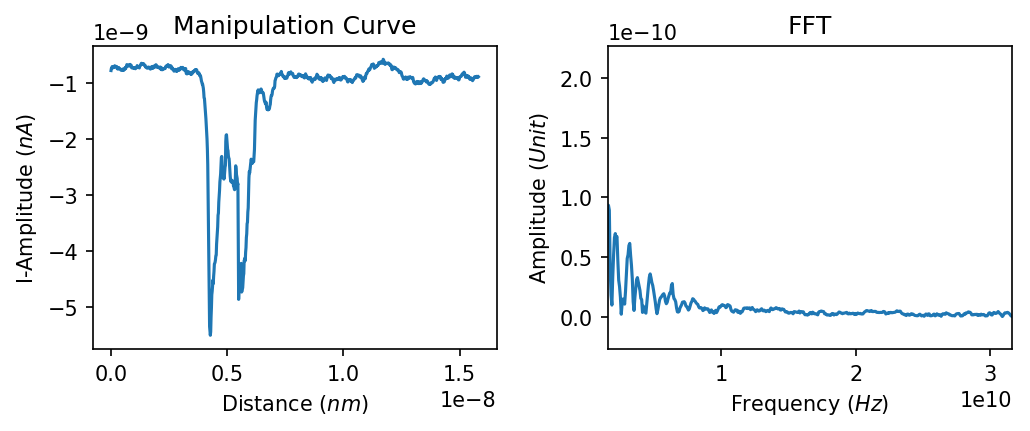 Manipulation Curve
1e−9
−1
−2
−3
−4
−5
I-Amplitude (nA)
0.0 0.5 1.0 1.5
1e−8
Distance (nm)
FFT
1e−10
2.0
1.5
1.0
0.5
0.0
Amplitude (Unit)
1 2 3
1e10
Frequency (Hz)